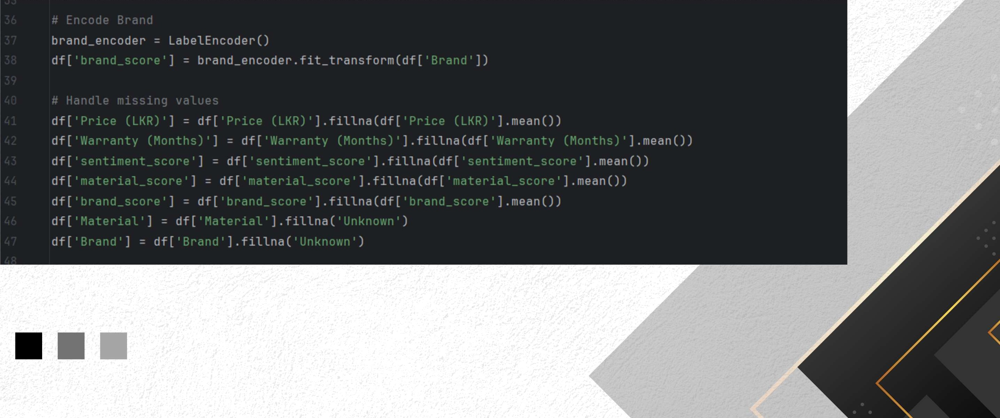 35
36 # Encode Brand
37 brand_encoder = LabelEncoder()
38 df['brand_score'] = brand_encoder.fit_transform(df['Brand'])
39
40 # Handle missing values
41 df['Price (LKR)'] = df['Price (LKR)'].fillna(df['Price (LKR)'].mean())
42 df['Warranty (Months)'] = df['Warranty (Months)'].fillna(df['Warranty (Months)'].mean())
43 df['sentiment_score'] = df['sentiment_score'].fillna(df['sentiment_score'].mean())
44 df['material_score'] = df['material_score'].fillna(df['material_score'].mean())
45 df['brand_score'] = df['brand_score'].fillna(df['brand_score'].mean())
46 df['Material'] = df['Material'].fillna('Unknown')
47 df['Brand'] = df['Brand'].fillna('Unknown')
48